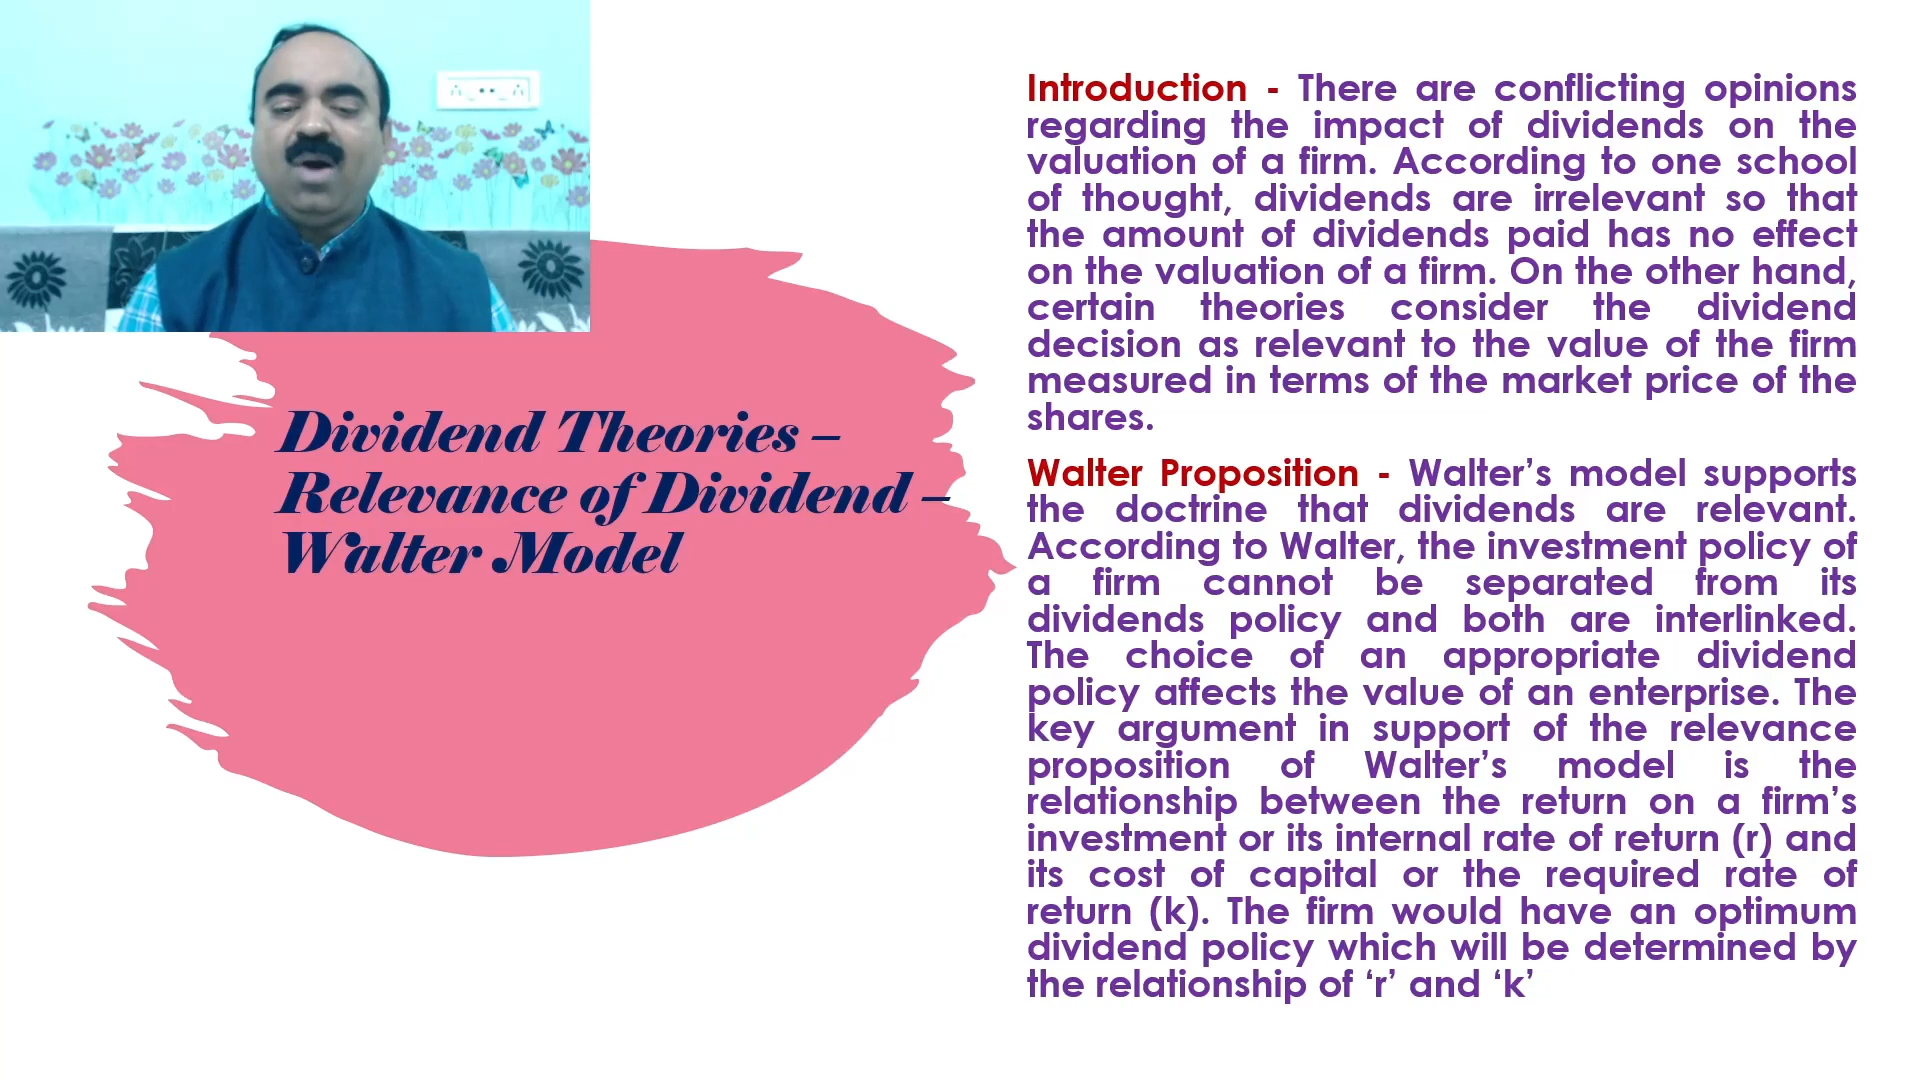 Dividend Theories –
Relevance of Dividend –
Walter Model
Introduction - There are conflicting opinions
regarding the impact of dividends on the
valuation of a firm. According to one school
of thought, dividends are irrelevant so that
the amount of dividends paid has no effect
on the valuation of a firm. On the other hand,
certain theories consider the dividend
decision as relevant to the value of the firm
measured in terms of the market price of the
shares.
Walter Proposition - Walter’s model supports
the doctrine that dividends are relevant.
According to Walter, the investment policy of
a firm cannot be separated from its
dividends policy and both are interlinked.
The choice of an appropriate dividend
policy affects the value of an enterprise. The
key argument in support of the relevance
proposition of Walter’s model is the
relationship between the return on a firm’s
investment or its internal rate of return (r) and
its cost of capital or the required rate of
return (k). The firm would have an optimum
dividend policy which will be determined by
the relationship of ‘r’ and ‘k’